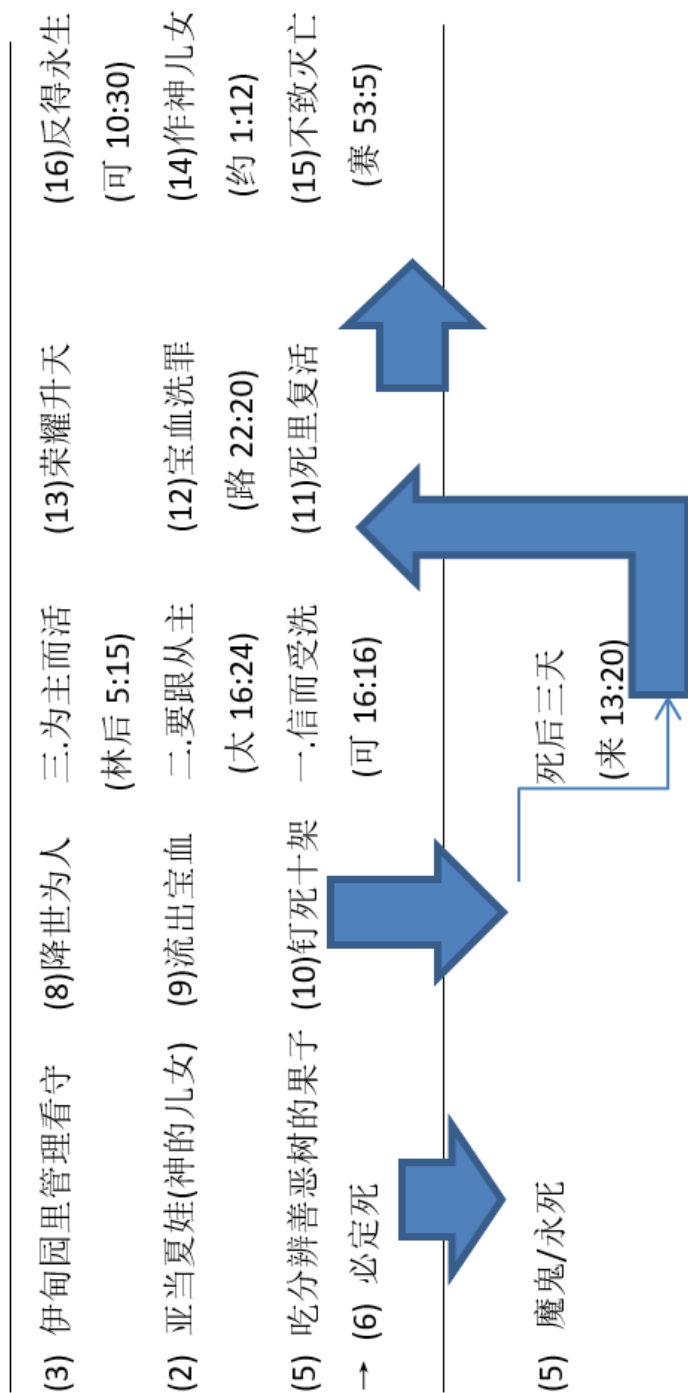 (3) 伊甸园里管理看守 (8)降世为人 三.为主而活 (13)荣耀升天 (16)反得永生
(林后 5:15) (可 10:30)
(2) 亚当夏娃(神的儿女) (9)流出宝血 二.要跟从主 (12)宝血洗罪 (14)作神儿女
(太 16:24) (路 22:20) (约 1:12)
(5) 吃分辨善恶树的果子 (10)钉死十架 一.信而受洗 (11)死里复活 (15)不致灭亡
→ (6) 必定死 (可 16:16) (赛 53:5)
(5) 魔鬼/永死 死后三天
(来 13:20)